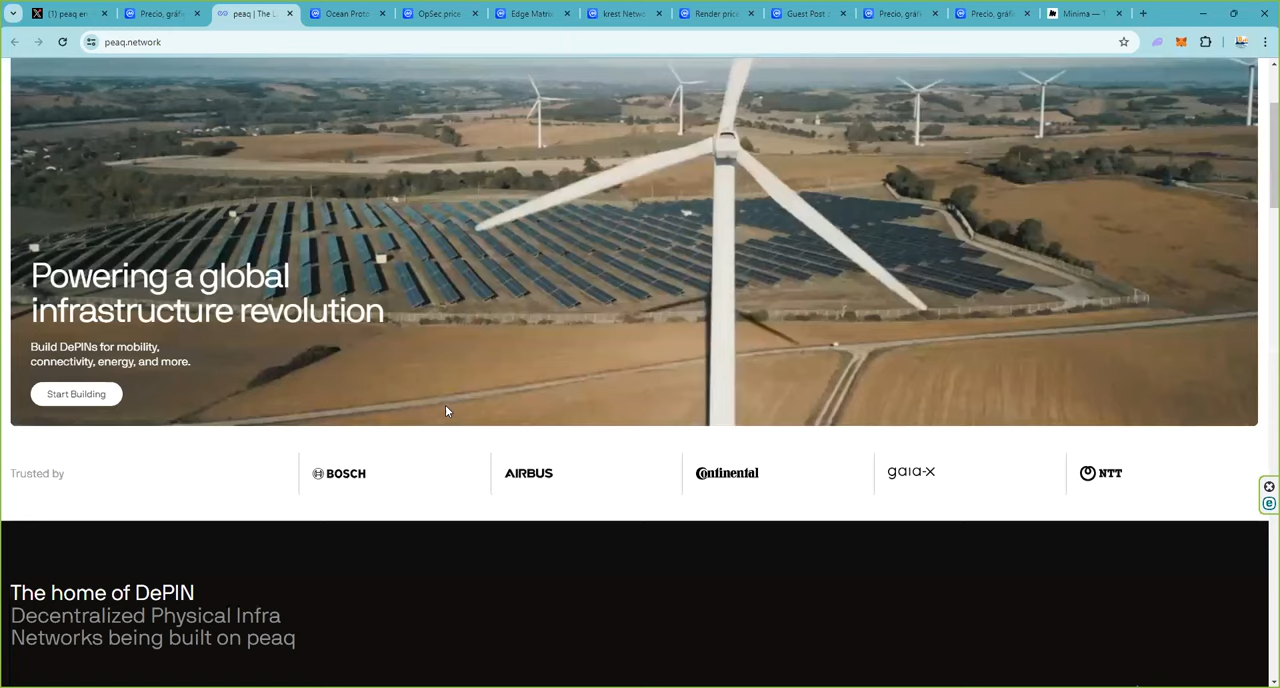 (1) peaq en
Precio, gráfi
peaq | The L
Ocean Proto
OpSec price
Edge Matri
krest Netwo
Render price
Guest Post
Precio, gráfi
Precio, gráfi
Minima — T
peaq.network
Powering a global
infrastructure revolution
Build DePINs for mobility,
connectivity, energy, and more.
Start Building
Trusted by
BOSCH
AIRBUS
Continental
gaia-x
NTT
The home of DePIN
Decentralized Physical Infra
Networks being built on peaq